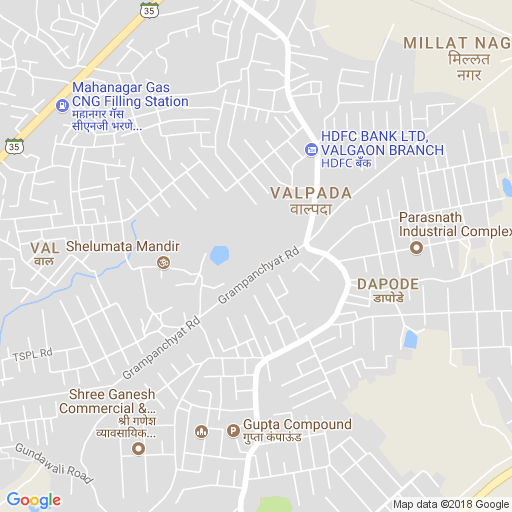 35
MILLAT NAG
मिल्लत
नगर
Mahanagar Gas
CNG Filling Station
महानगर गॅस
सीएनजी भरणे...
35
HDFC BANK LTD,
VALGAON BRANCH
HDFC बँक
VALPADA
वाल्पदा
Parasnath
Industrial Complex
VAL
वाल
Shelumata Mandir
Grampanchyat Rd
DAPODE
डापोडे
TSPL Rd
Grampanchyat Rd
Shree Ganesh
Commercial &...
श्री गणेश
व्यावसायिक...
Gupta Compound
गुप्ता कंपाऊंड
P
Gundawali Road
Google
Map data ©2018 Google